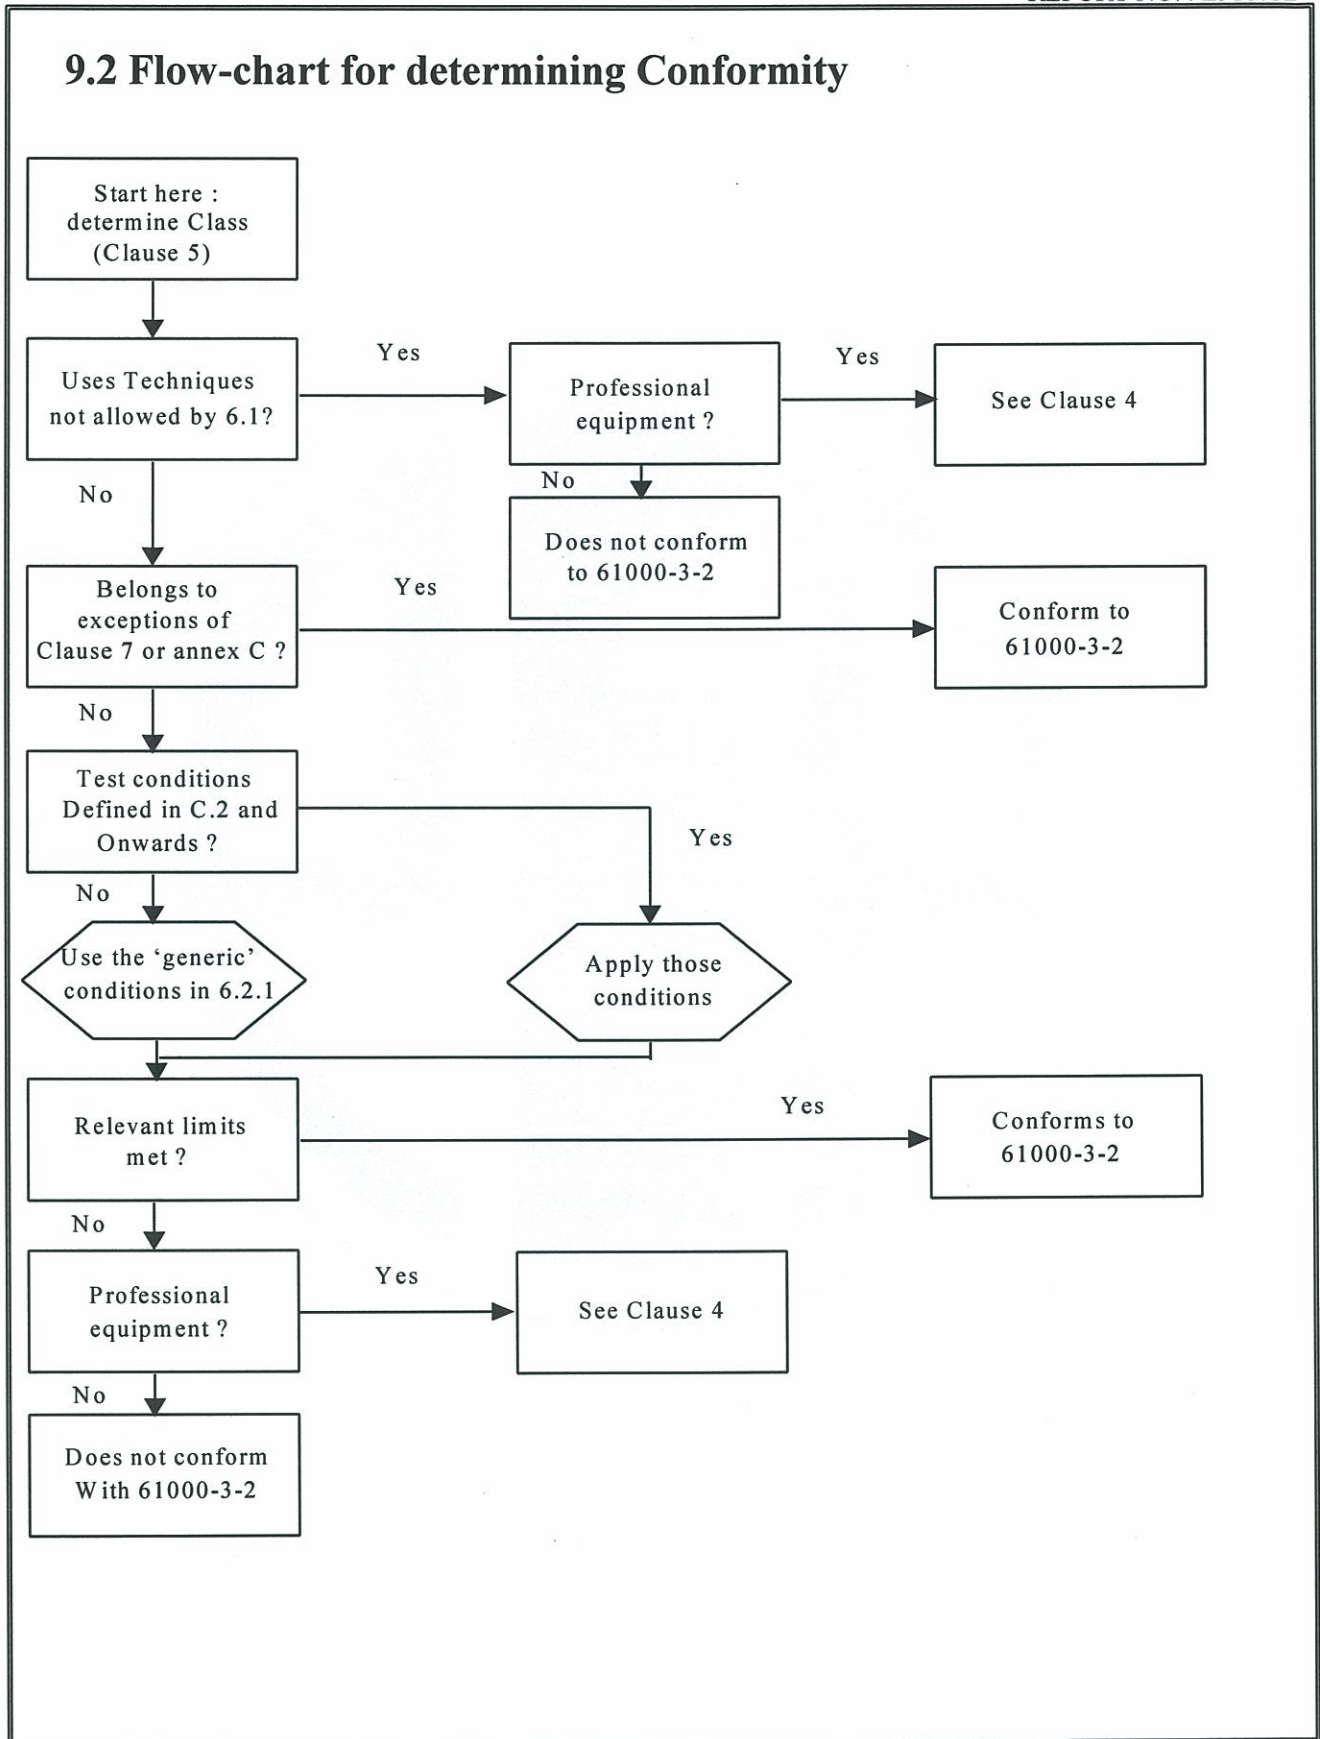 9.2 Flow-chart for determining Conformity
Start here :
determine Class
(Clause 5)
Uses Techniques
not allowed by 6.1?
Yes
Professional
equipment ?
Yes
See Clause 4
No
No
Does not conform
to 61000-3-2
Belongs to
exceptions of
Clause 7 or annex C ?
Yes
Conform to
61000-3-2
No
Test conditions
Defined in C.2 and
Onwards ?
Yes
No
Use the ‘generic’
conditions in 6.2.1
Apply those
conditions
Relevant limits
met ?
Yes
Conforms to
61000-3-2
No
Professional
equipment ?
Yes
See Clause 4
No
Does not conform
With 61000-3-2